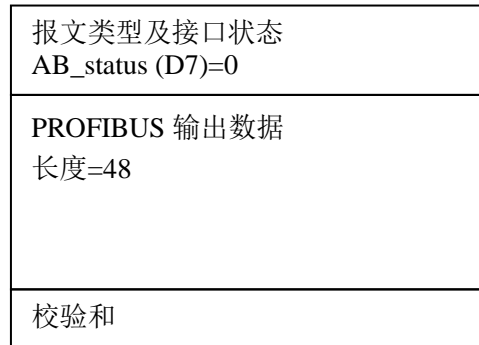 报文类型及接口状态
AB_status (D7)=0
PROFIBUS 输出数据
长度=48
校验和